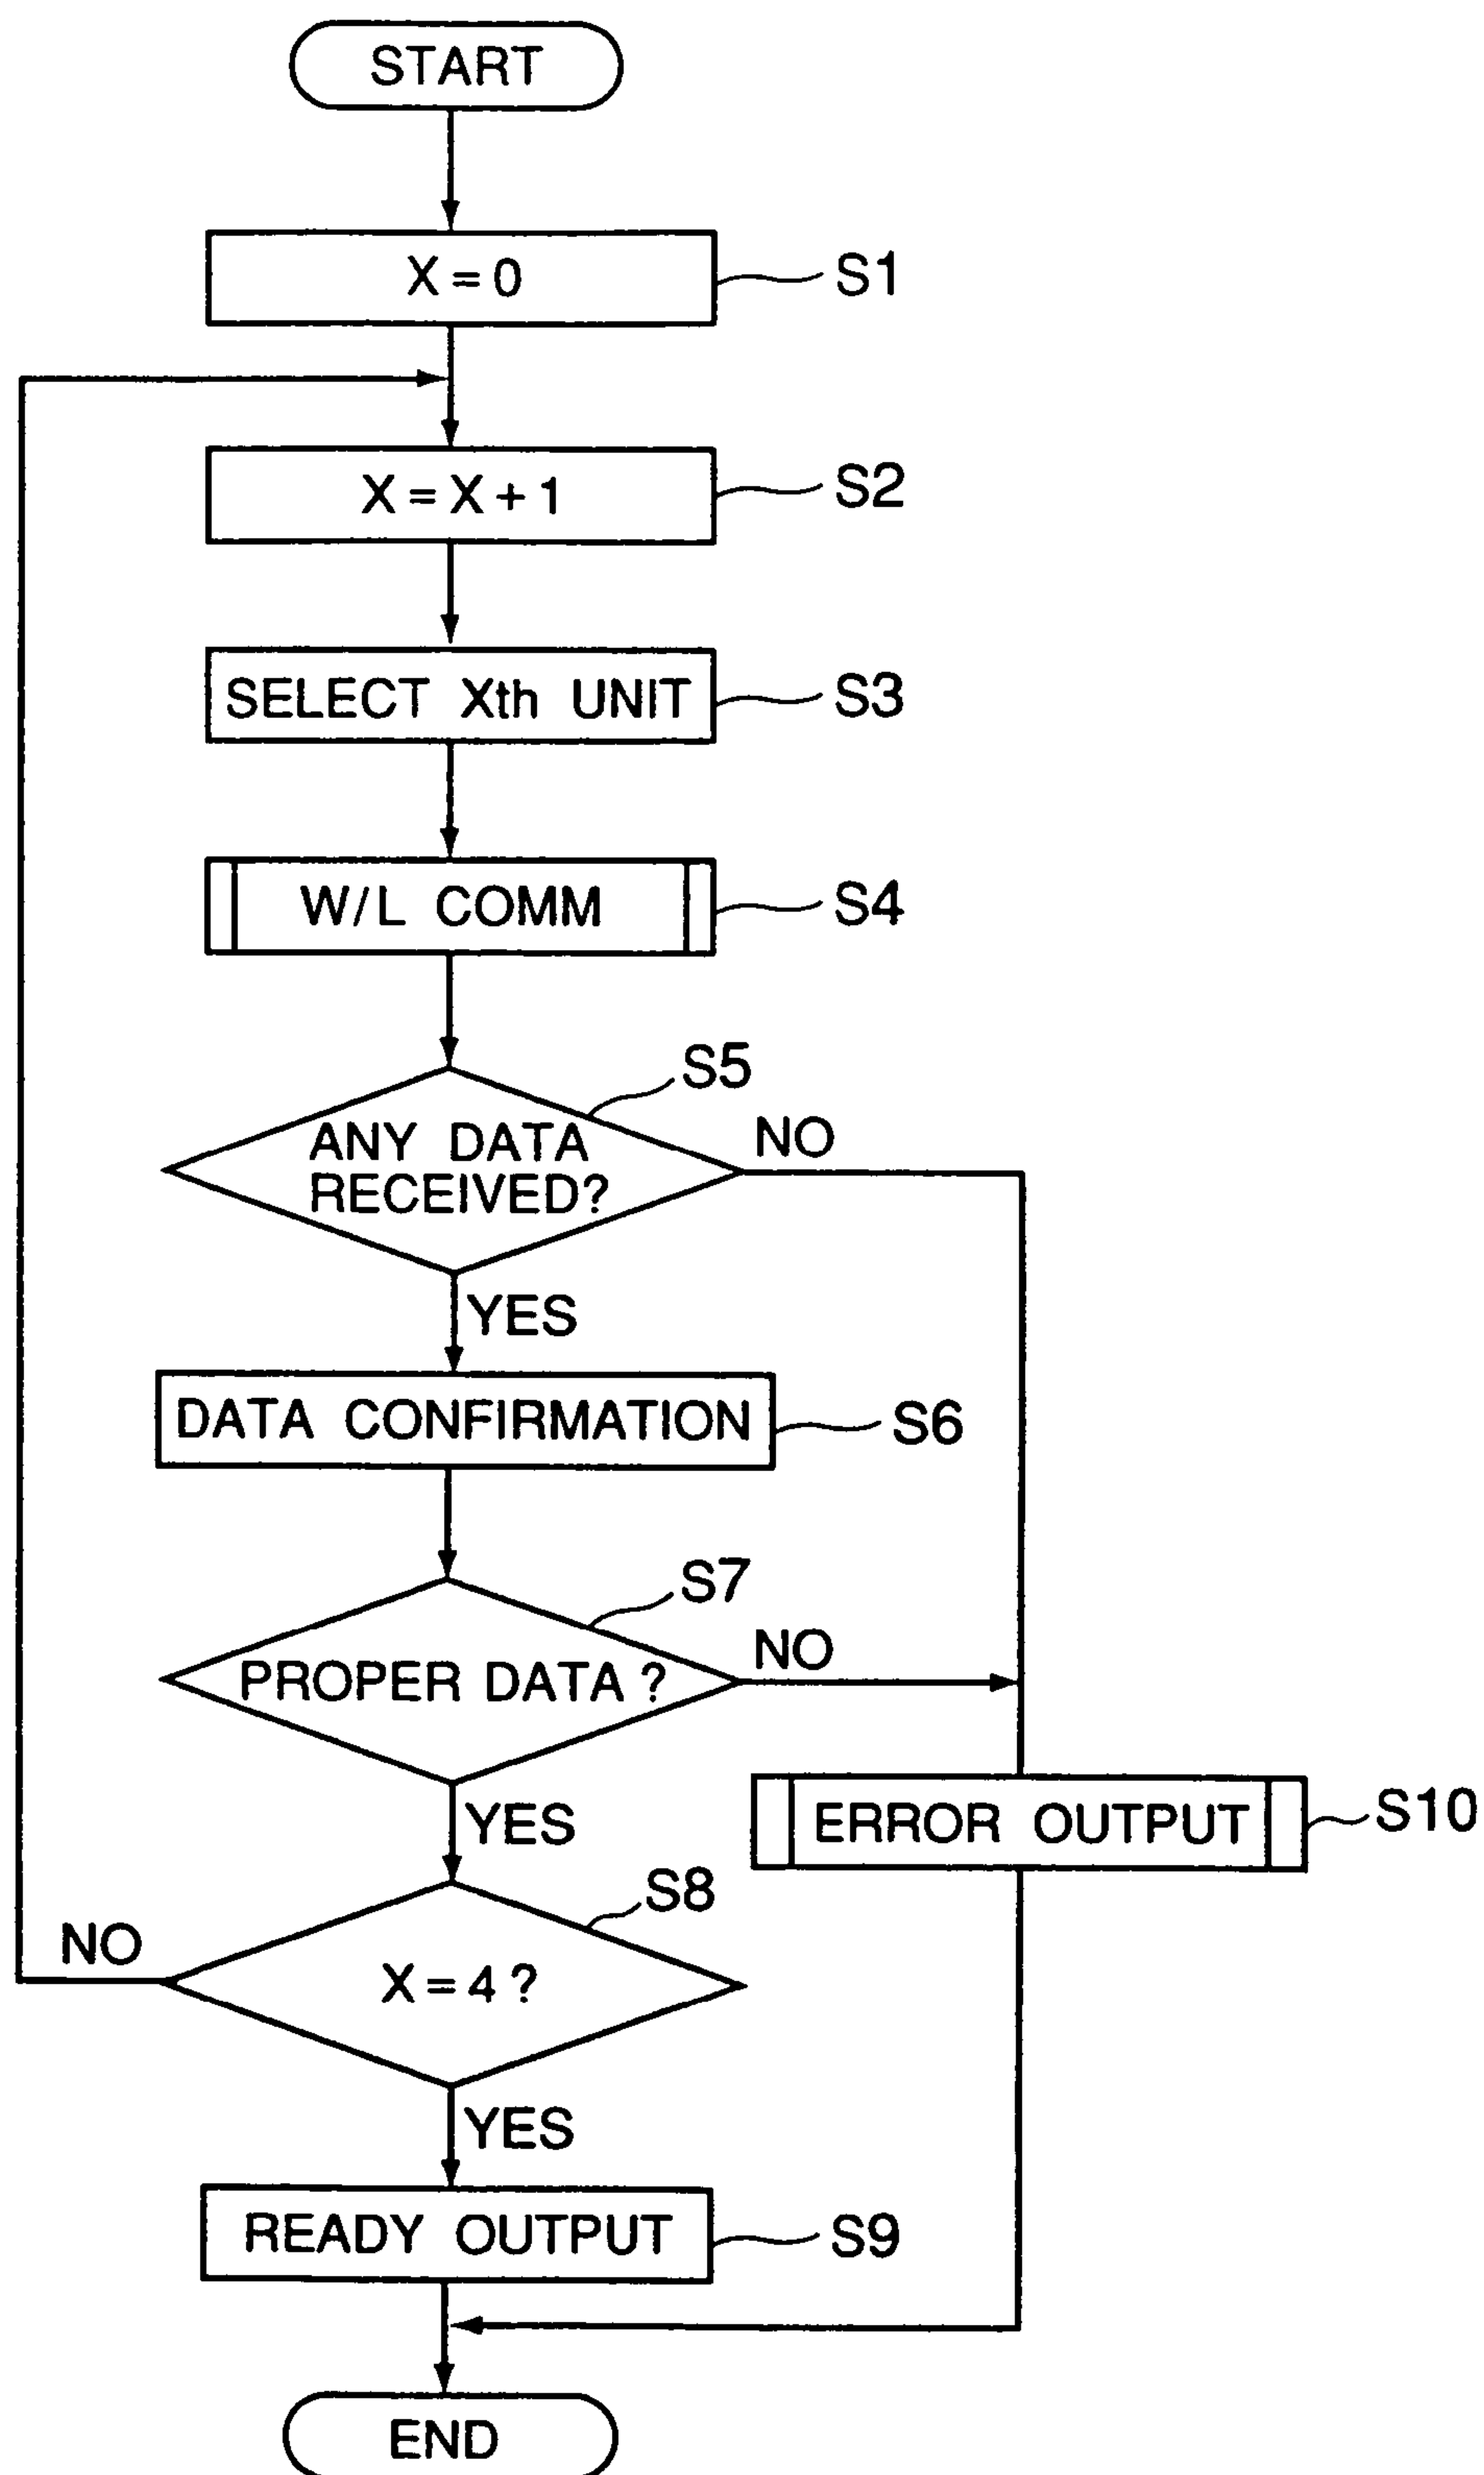 START
X = 0
S1
X = X + 1
S2
SELECT Xth UNIT
S3
W/L COMM
S4
S5
ANY DATA
RECEIVED?
NO
YES
DATA CONFIRMATION
S6
S7
PROPER DATA ?
NO
YES
ERROR OUTPUT
S10
S8
NO
X = 4 ?
YES
READY OUTPUT
S9
END